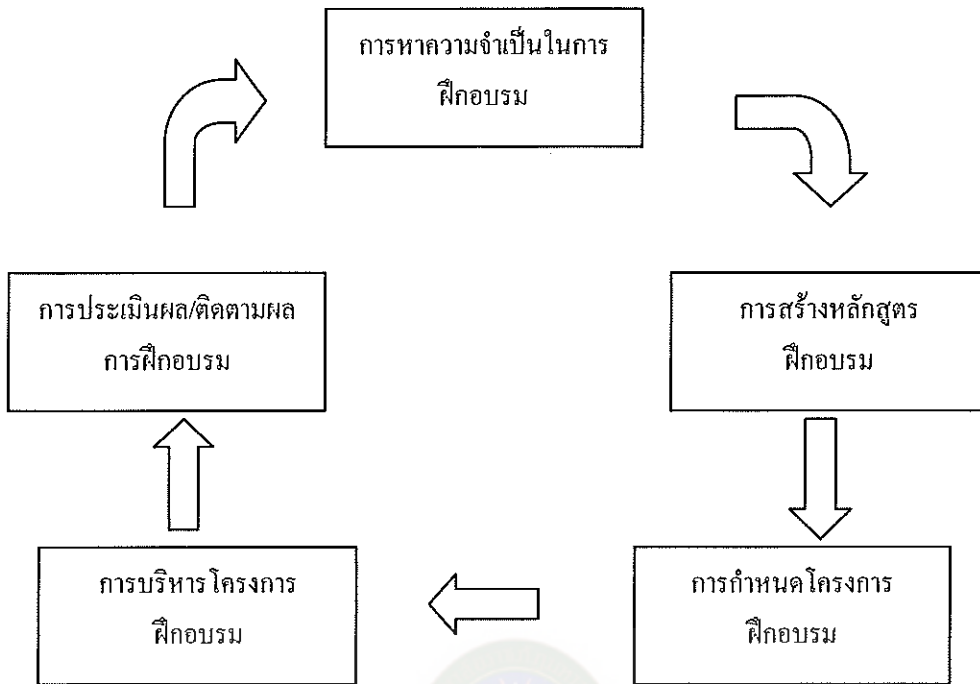 การหาความจำเป็นในการ
ฝึกอบรม
การสร้างหลักสูตร
ฝึกอบรม
การกำหนดโครงการ
ฝึกอบรม
การบริหารโครงการ
ฝึกอบรม
การประเมินผล/ติดตามผล
การฝึกอบรม